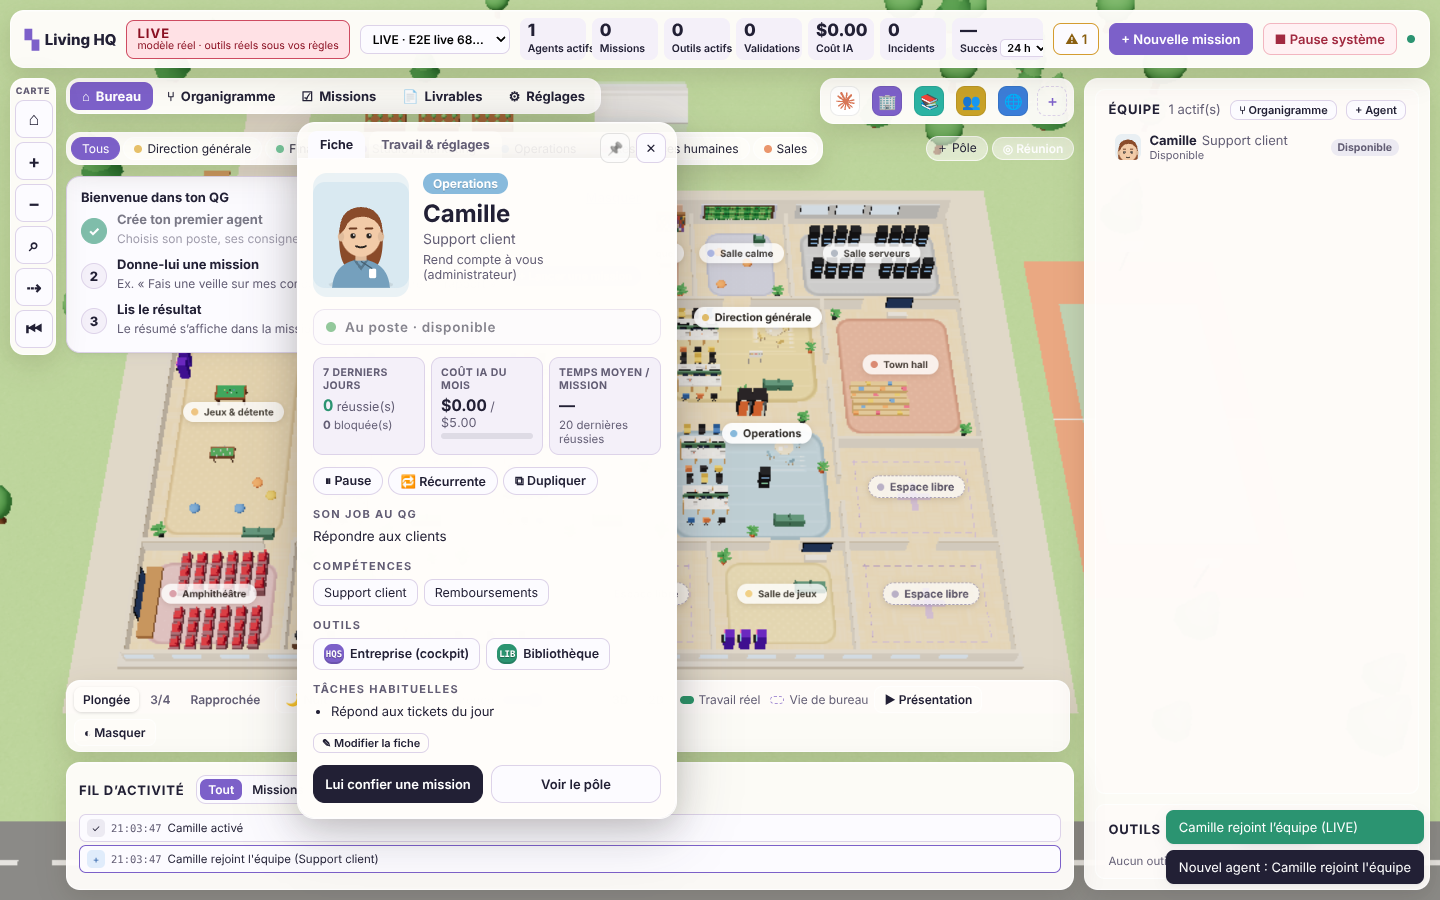 Living HQ
LIVE
modèle réel · outils réels sous vos règles
LIVE · E2E live 68...
1
Agents actifs
0
Missions
0
Outils actifs
0
Validations
$0.00
Coût IA
0
Incidents
—
Succès
24 h
1
+ Nouvelle mission
Pause système
CARTE
Bureau
Organigramme
Missions
Livrables
Réglages
Tous
Direction générale
Operations
es humaines
Sales
+ Pôle
Réunion
Bienvenue dans ton QG
Crée ton premier agent
Choisis son poste, ses consigne
2
Donne-lui une mission
Ex. « Fais une veille sur mes cor
3
Lis le résultat
Le résumé s'affiche dans la miss
Fiche
Travail & réglages
Operations
Camille
Support client
Rend compte à vous
(administrateur)
Au poste · disponible
7 DERNIERS
JOURS
0 réussie(s)
0 bloquée(s)
COÛT IA DU
MOIS
$0.00 /
$5.00
TEMPS MOYEN /
MISSION
—
20 dernières
réussies
Pause
Récurrente
Dupliquer
SON JOB AU QG
Répondre aux clients
COMPÉTENCES
Support client
Remboursements
OUTILS
HQS
Entreprise (cockpit)
LIB
Bibliothèque
TÂCHES HABITUELLES
• Répond aux tickets du jour
Modifier la fiche
Lui confier une mission
Voir le pôle
Salle calme
Salle serveurs
Direction générale
Town hall
Jeux & détente
Operations
Espace libre
Amphithéâtre
Salle de jeux
Espace libre
Plongée
3/4
Rapprochée
Travail réel
Vie de bureau
Présentation
Masquer
FIL D'ACTIVITÉ
Tout
Mission
21:03:47 Camille activé
21:03:47 Camille rejoint l'équipe (Support client)
ÉQUIPE
1 actif(s)
Organigramme
+ Agent
Camille Support client
Disponible
Disponible
OUTILS
Aucun outi
Camille rejoint l'équipe (LIVE)
Nouvel agent : Camille rejoint l'équipe